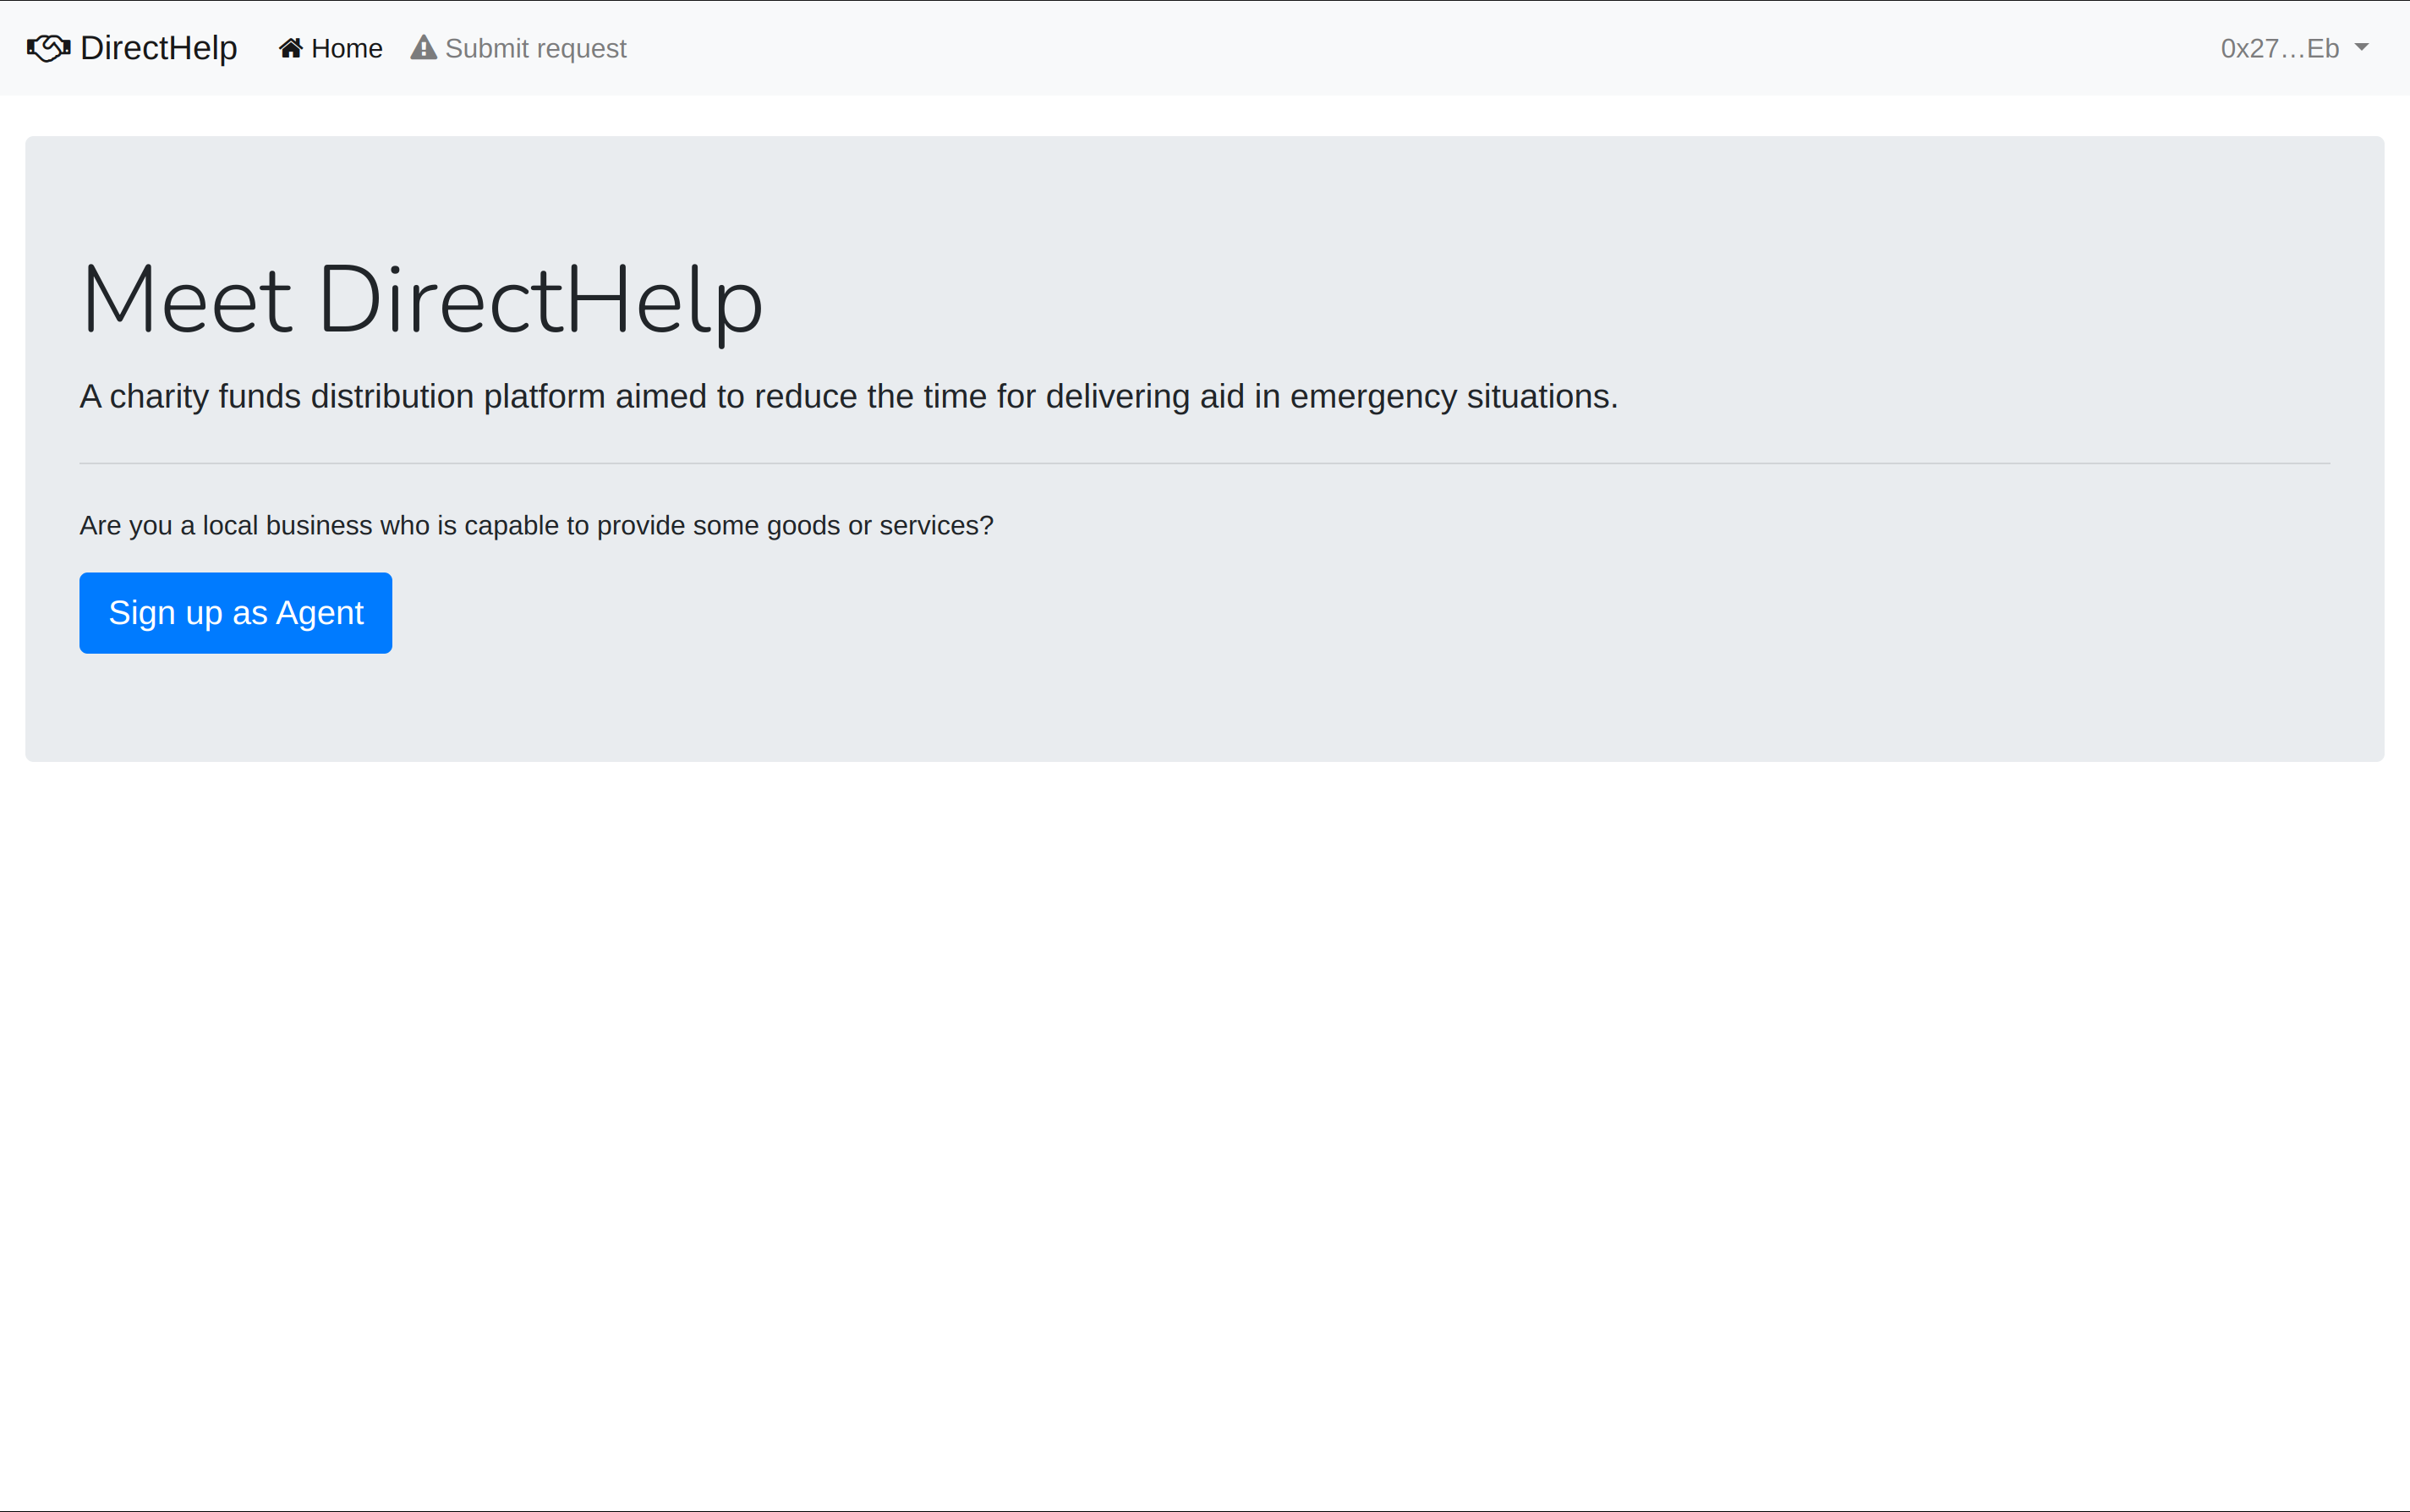 DirectHelp Home Submit request 0x27...Eb
Meet DirectHelp
A charity funds distribution platform aimed to reduce the time for delivering aid in emergency situations.
Are you a local business who is capable to provide some goods or services?
Sign up as Agent